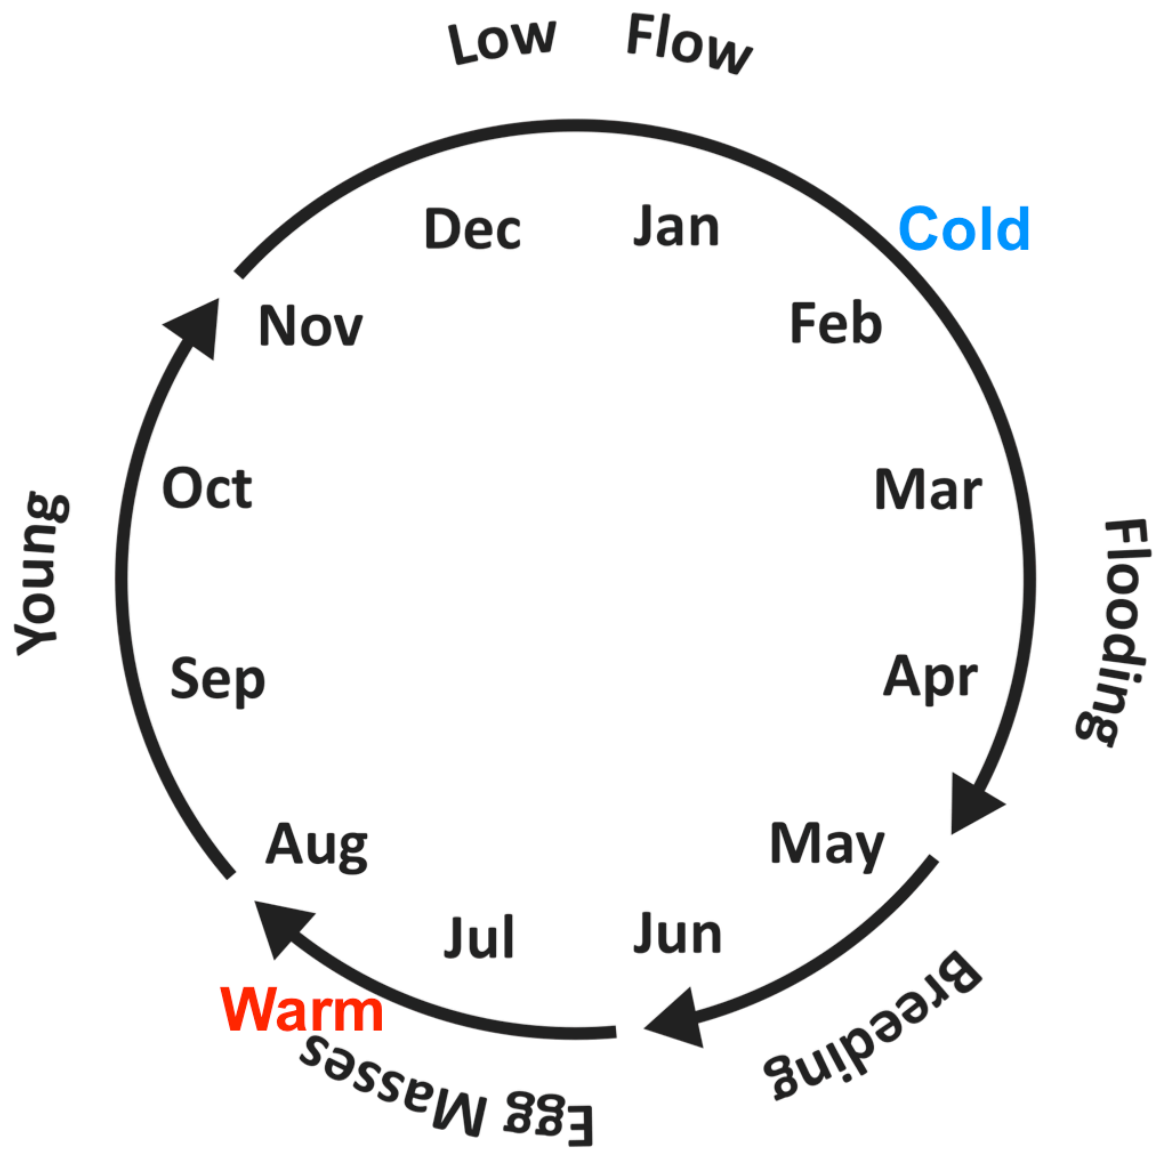 Low Flow
Cold
Flooding
Breeding
Egg Masses
Warm
Young
Jan
Feb
Mar
Apr
May
Jun
Jul
Aug
Sep
Oct
Nov
Dec